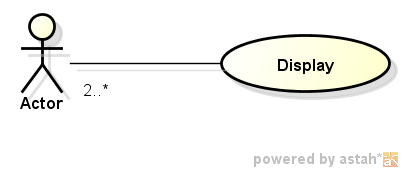 Display
Actor
2..*
powered by astah*